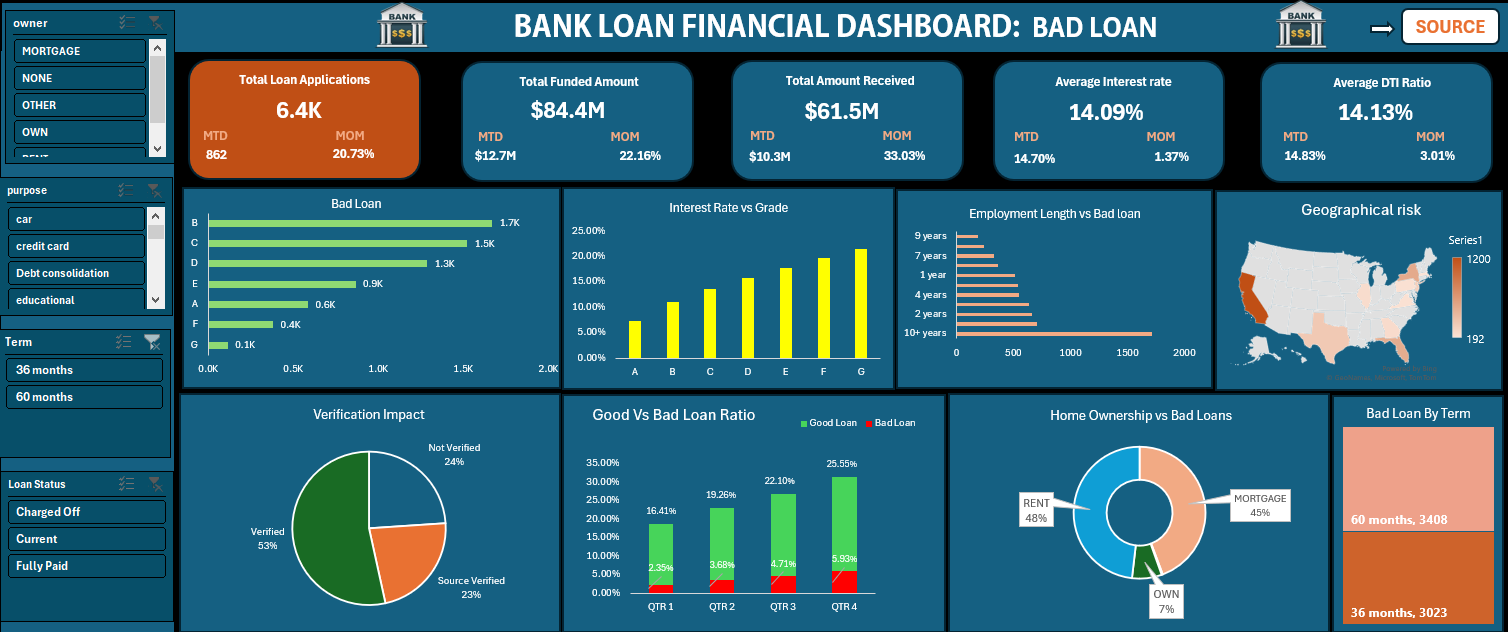 BANK LOAN FINANCIAL DASHBOARD: BAD LOAN
BANK
$$$
BANK
$$$
SOURCE
owner
MORTGAGE
NONE
OTHER
OWN
RENT
purpose
car
credit card
Debt consolidation
educational
Term
36 months
60 months
Loan Status
Charged Off
Current
Fully Paid
Total Loan Applications
6.4K
MTD MOM
862 20.73%
Total Funded Amount
$84.4M
MTD MOM
$12.7M 22.16%
Total Amount Received
$61.5M
MTD MOM
$10.3M 33.03%
Average Interest rate
14.09%
MTD MOM
14.70% 1.37%
Average DTI Ratio
14.13%
MTD MOM
14.83% 3.01%
Bad Loan
B 1.7K
C 1.5K
D 1.3K
E 0.9K
A 0.6K
F 0.4K
G 0.1K
0.0K 0.5K 1.0K 1.5K 2.0K
Interest Rate vs Grade
25.00%
20.00%
15.00%
10.00%
5.00%
0.00%
A B C D E F G
Employment Length vs Bad loan
9 years
7 years
1 year
4 years
2 years
10+ years
0 500 1000 1500 2000
Geographical risk
Series1
1200
192
Verification Impact
Not Verified
24%
Verified
53%
Source Verified
23%
Good Vs Bad Loan Ratio
Good Loan Bad Loan
35.00%
30.00%
25.00%
20.00%
15.00%
10.00%
5.00%
0.00%
16.41% 19.26% 22.10% 25.55%
2.35% 3.68% 4.71% 5.93%
QTR 1 QTR 2 QTR 3 QTR 4
Home Ownership vs Bad Loans
RENT
48%
MORTGAGE
45%
OWN
7%
Bad Loan By Term
60 months, 3408
36 months, 3023